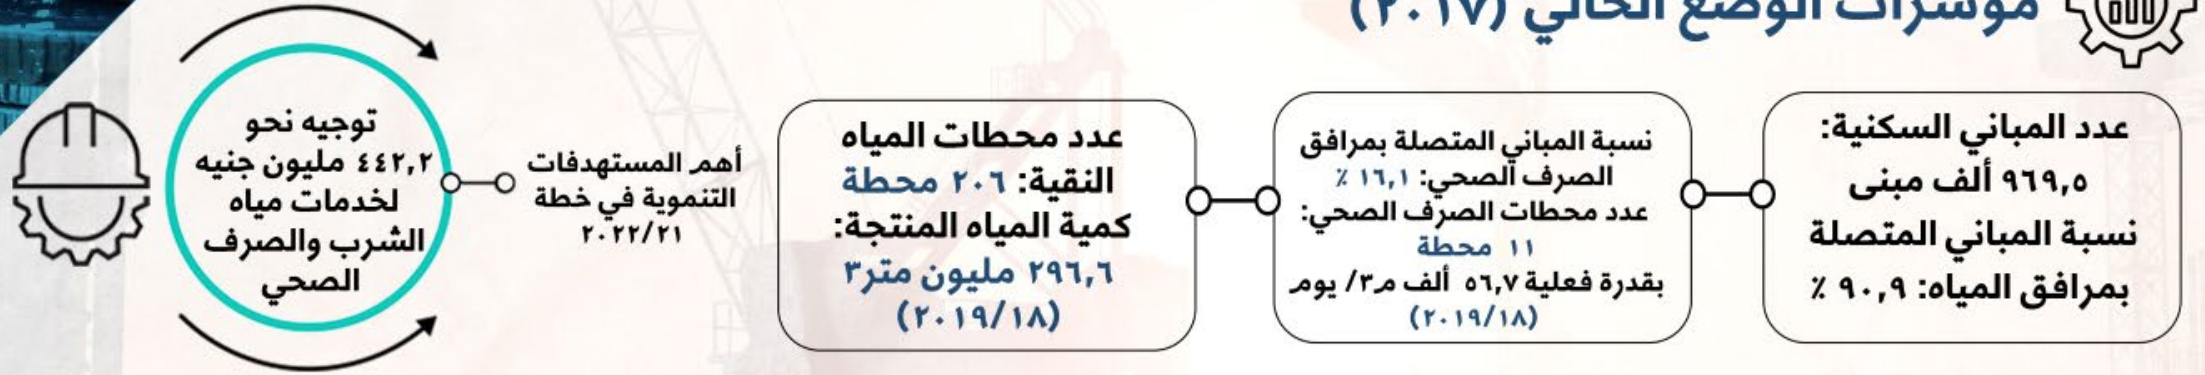 مؤشرات الوضع الحالي (٢٠١٧)
عدد المباني السكنية:
٩٦٩,٥ ألف مبنى
نسبة المباني المتصلة
بمرافق المياه: ٩٠,٩ ٪
نسبة المباني المتصلة بمرافق
الصرف الصحي: ١٦,١ ٪
عدد محطات الصرف الصحي:
١١ محطة
بقدرة فعلية ٥٦,٧ ألف م٣/ يوم
(٢٠١٩/١٨)
عدد محطات المياه
النقية: ٢٠٦ محطة
كمية المياه المنتجة:
٢٩٦,٦ مليون متر٣
(٢٠١٩/١٨)
أهم المستهدفات
التنموية في خطة
٢٠٢٢/٢١
توجيه نحو
٤٤٢,٢ مليون جنيه
لخدمات مياه
الشرب والصرف
الصحي